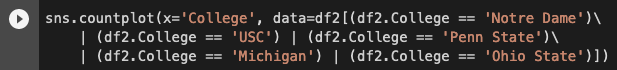 sns.countplot(x='College', data=df2[(df2.College == 'Notre Dame')\
| (df2.College == 'USC') | (df2.College == 'Penn State')\
| (df2.College == 'Michigan') | (df2.College == 'Ohio State')])